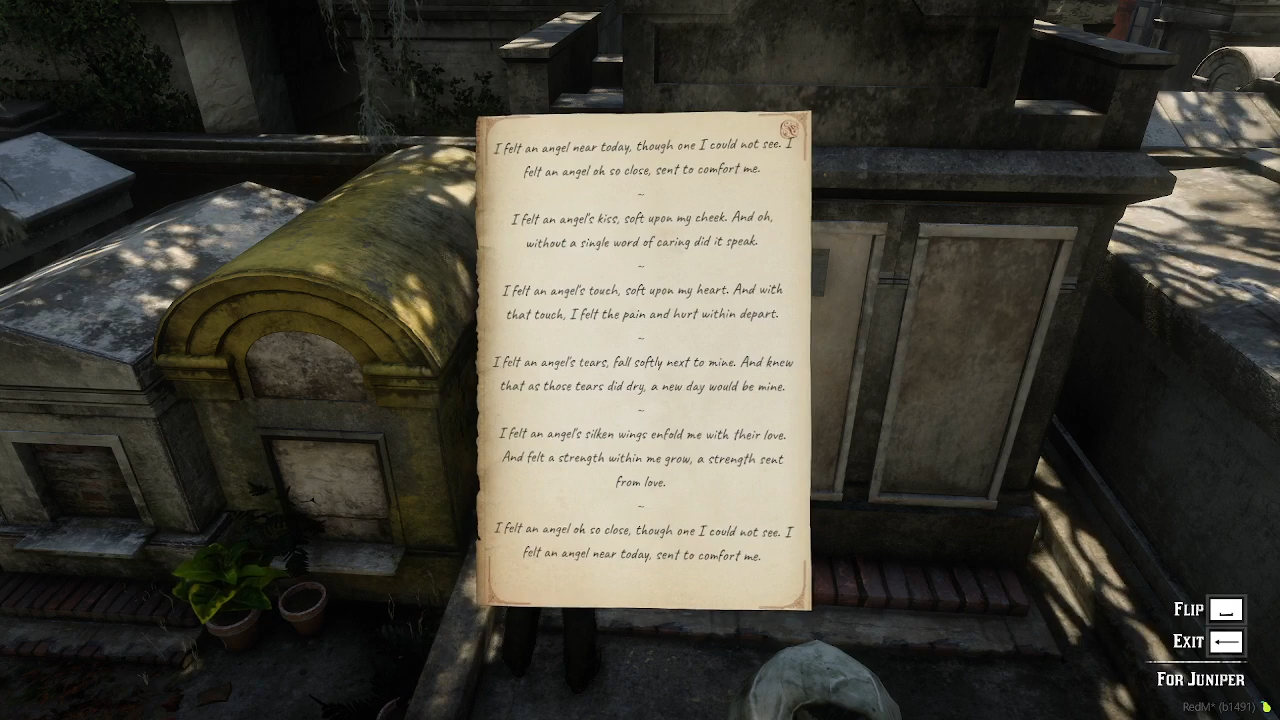 I felt an angel near today, though one I could not see. I
felt an angel oh so close, sent to comfort me.
~
I felt an angel's kiss, soft upon my cheek. And oh,
without a single word of caring did it speak.
~
I felt an angel's touch, soft upon my heart. And with
that touch, I felt the pain and hurt within depart.
~
I felt an angel's tears, fall softly next to mine. And knew
that as those tears did dry, a new day would be mine.
~
I felt an angel's silken wings enfold me with their love.
And felt a strength within me grow, a strength sent
from love.
~
I felt an angel oh so close, though one I could not see. I
felt an angel near today, sent to comfort me.
FLIP
EXIT
FOR JUNIPER
RedM* (b1491)